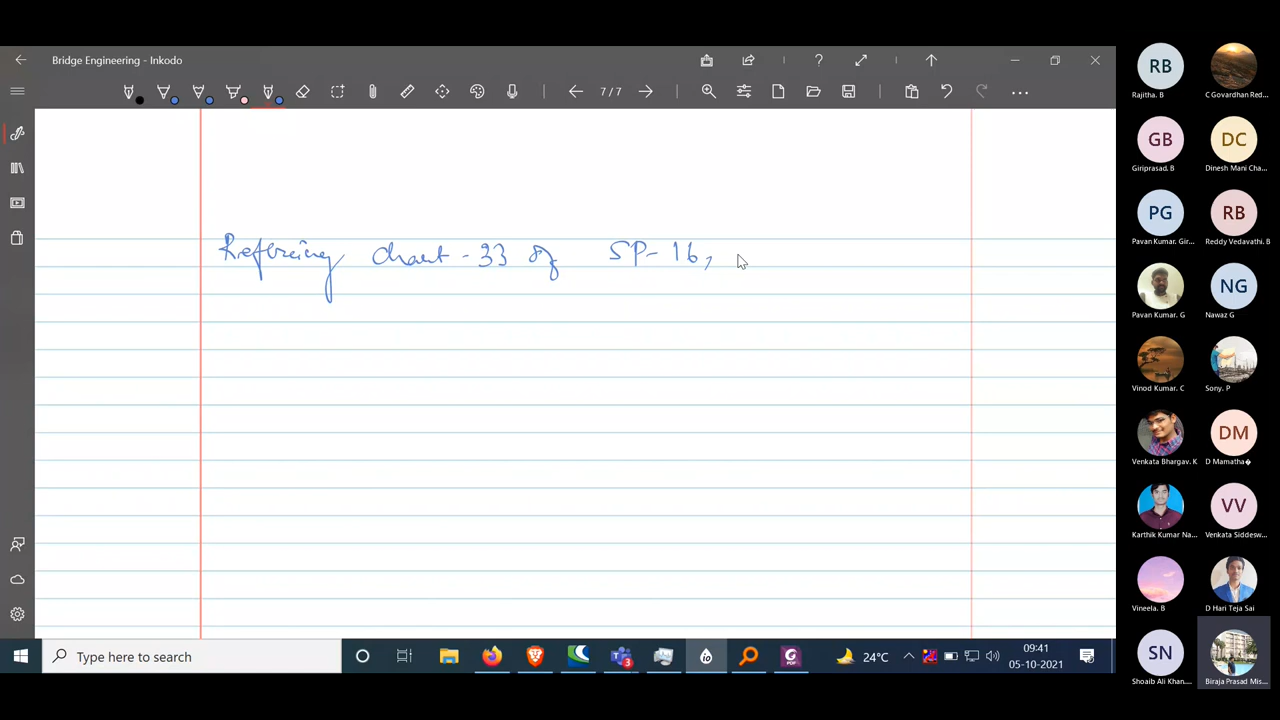 Bridge Engineering - Inkodo
7/7
Referring chart - 33 of SP- 16,
RB
Rajitha. B
C Govardhan Red...
GB
Giriprasad, B
DC
Dinesh Mani Cha...
PG
Pavan Kumar. Gir...
RB
Reddy Vedavathi. B
Pavan Kumar. G
NG
Nawaz G
Vinod Kumar. C
Sony. P
Venkata Bhargav. K
DM
D Mamatha�
Karthik Kumar Na...
VV
Venkata Siddesw...
Vineela. B
D Hari Teja Sai
SN
Shoaib Ali Khan....
Biraja Prasad Mis...
Type here to search
24°C
09:41
05-10-2021